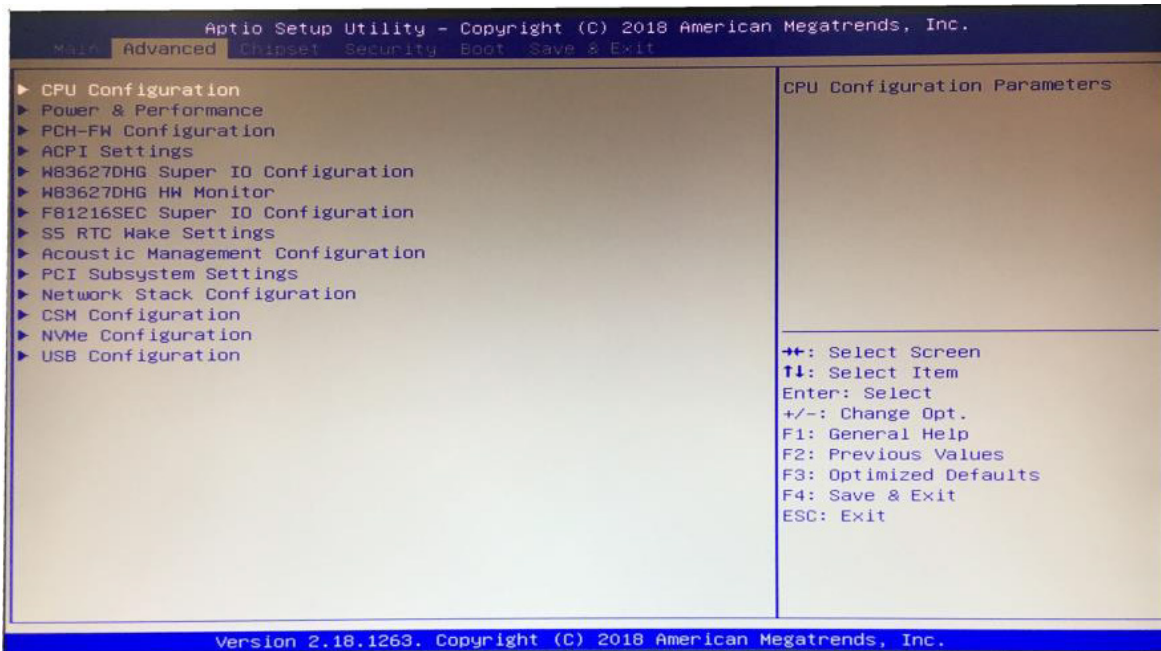 Aptio Setup Utility – Copyright (C) 2018 American Megatrends, Inc.
Main Advanced Chipset Security Boot Save & Exit
► CPU Configuration
► Power & Performance
► PCH-FW Configuration
► ACPI Settings
► W83627DHG Super IO Configuration
► W83627DHG HW Monitor
► F81216SEC Super IO Configuration
► S5 RTC Wake Settings
► Acoustic Management Configuration
► PCI Subsystem Settings
► Network Stack Configuration
► CSM Configuration
► NVMe Configuration
► USB Configuration
CPU Configuration Parameters
→←: Select Screen
↑↓: Select Item
Enter: Select
+/-: Change Opt.
F1: General Help
F2: Previous Values
F3: Optimized Defaults
F4: Save & Exit
ESC: Exit
Version 2.18.1263. Copyright (C) 2018 American Megatrends, Inc.